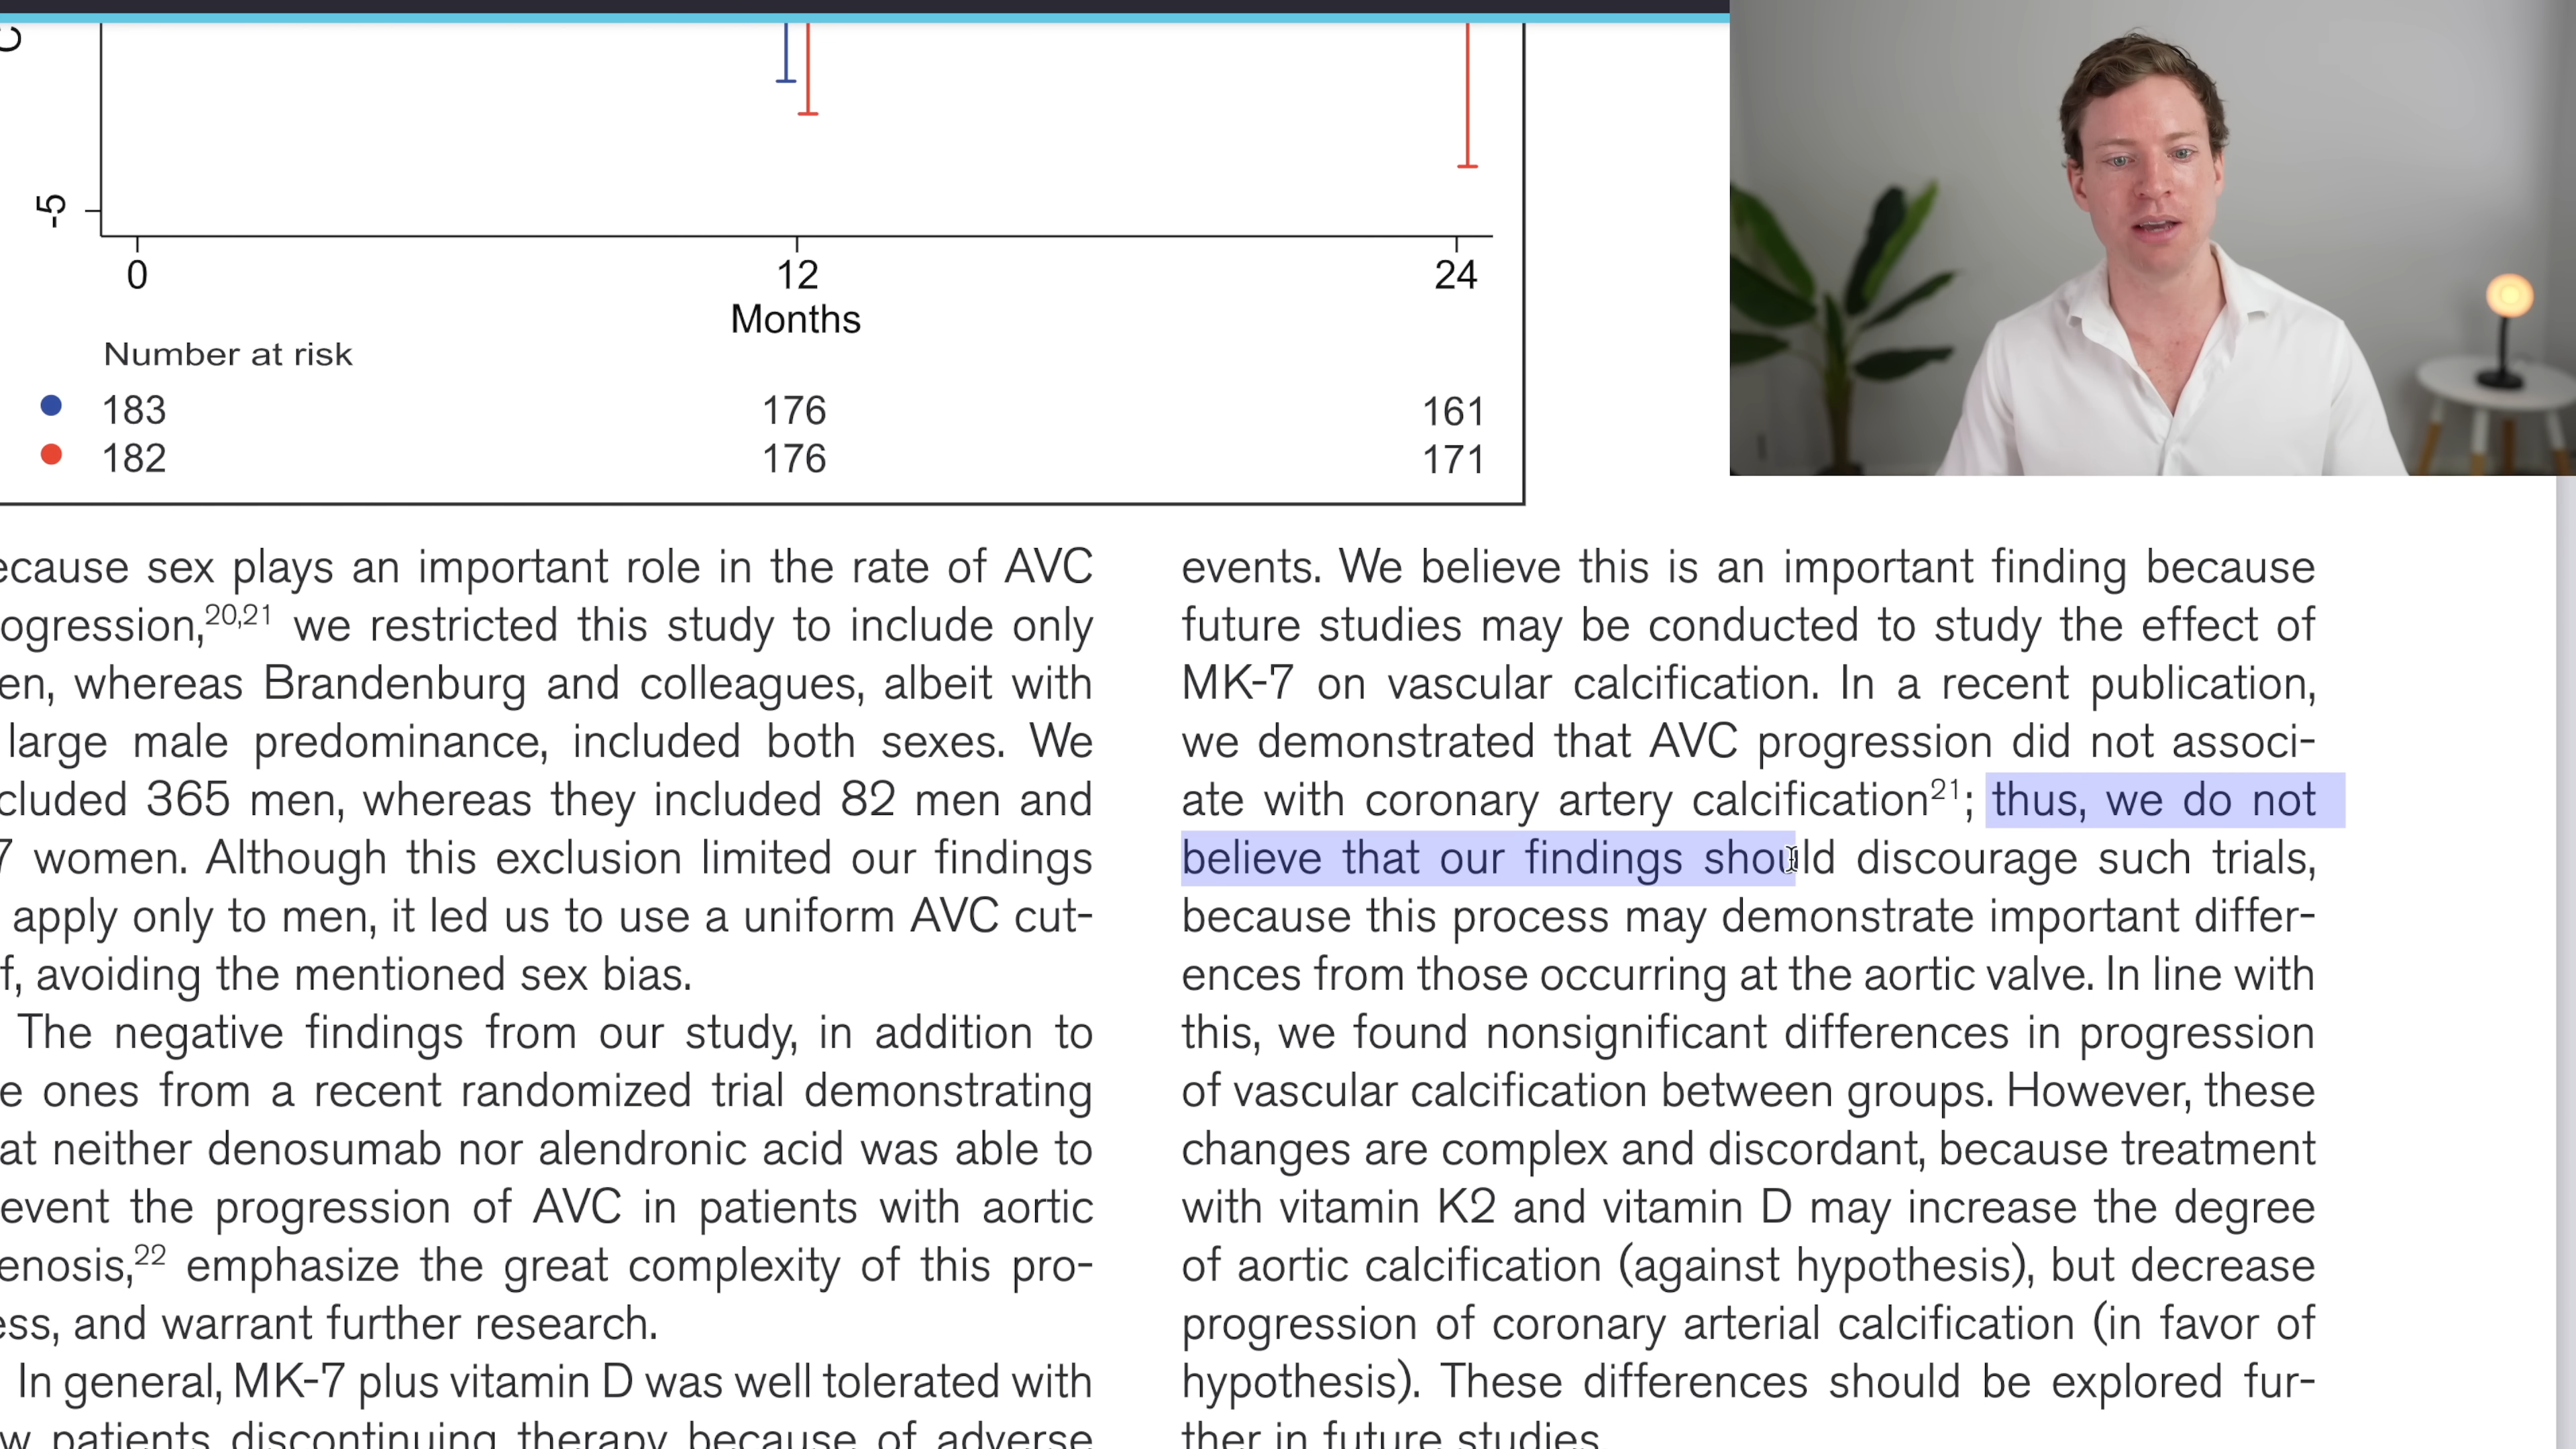 C
-5
0 12 24
Months
Number at risk
183 176 161
182 176 171
ecause sex plays an important role in the rate of AVC
ogression,20,21 we restricted this study to include only
en, whereas Brandenburg and colleagues, albeit with
large male predominance, included both sexes. We
cluded 365 men, whereas they included 82 men and
7 women. Although this exclusion limited our findings
apply only to men, it led us to use a uniform AVC cut-
f, avoiding the mentioned sex bias.
The negative findings from our study, in addition to
e ones from a recent randomized trial demonstrating
at neither denosumab nor alendronic acid was able to
event the progression of AVC in patients with aortic
enosis,22 emphasize the great complexity of this pro-
ess, and warrant further research.
In general, MK-7 plus vitamin D was well tolerated with
w patients discontinuing therapy because of adverse
events. We believe this is an important finding because
future studies may be conducted to study the effect of
MK-7 on vascular calcification. In a recent publication,
we demonstrated that AVC progression did not associ-
ate with coronary artery calcification21; thus, we do not
believe that our findings should discourage such trials,
because this process may demonstrate important differ-
ences from those occurring at the aortic valve. In line with
this, we found nonsignificant differences in progression
of vascular calcification between groups. However, these
changes are complex and discordant, because treatment
with vitamin K2 and vitamin D may increase the degree
of aortic calcification (against hypothesis), but decrease
progression of coronary arterial calcification (in favor of
hypothesis). These differences should be explored fur-
ther in future studies.